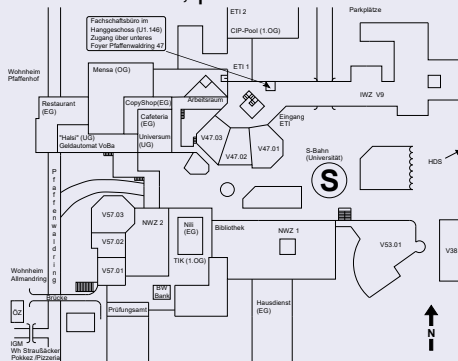 Fachschaftsbüro im
Hanggeschoss (U1.146)
Zugang über unteres
Foyer Pfaffenwaldring 47
ETI 2
CIP-Pool (1.OG)
Parkplätze
Wohnheim
Pfaffenhof
Mensa (OG)
ETI 1
IWZ V9
Restaurant
(EG)
CopyShop(EG)
Arbeitsraum
Cafeteria
(EG)
Eingang
ETI
"Halsi" (UG)
Geldautomat VoBa
Universum
(UG)
V47.03
V47.02
V47.01
S-Bahn
(Universität)
S
HDS
Pfaffenwaldring
V57.03
NWZ 2
Nili
(EG)
Bibliothek
NWZ 1
V57.02
V53.01
V38
TIK (1.OG)
Wohnheim
Allmandring
V57.01
BW
Bank
Brücke
ÖZ
Prüfungsamt
Hausdienst
(EG)
N
IGM
Wh Straußäcker
Pokkez /Pizzeria